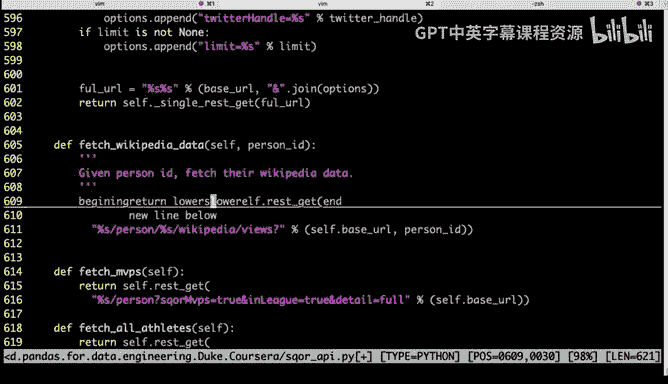 vim ⌘1 vim ⌘2 -zsh ⌘3
GPT中英字幕课程资源 bilibili
596 options.append("twitterHandle=%s" % twitter_handle)
597 if limit is not None:
598 options.append("limit=%s" % limit)
599
600
601 ful_url = "%s%s" % (base_url, "&".join(options))
602 return self._single_rest_get(ful_url)
603
604
605 def fetch_wikipedia_data(self, person_id):
606 '''
607 Given person id, fetch their wikipedia data.
608 '''
609 beginingreturn lowerslowerelf.rest_get(end
610 new line below
611 "%s/person/%s/wikipedia/views?" % (self.base_url, person_id))
612
613
614 def fetch_mvps(self):
615 return self.rest_get(
616 "%s/person?sqorMvps=true&inLeague=true&detail=full" % (self.base_url))
617
618 def fetch_all_athletes(self):
619 return self.rest_get(
<d.pandas.for.data.engineering.Duke.Coursera/sqor_api.py[+] [TYPE=PYTHON] [POS=0609,0030] [98%] [LEN=621]